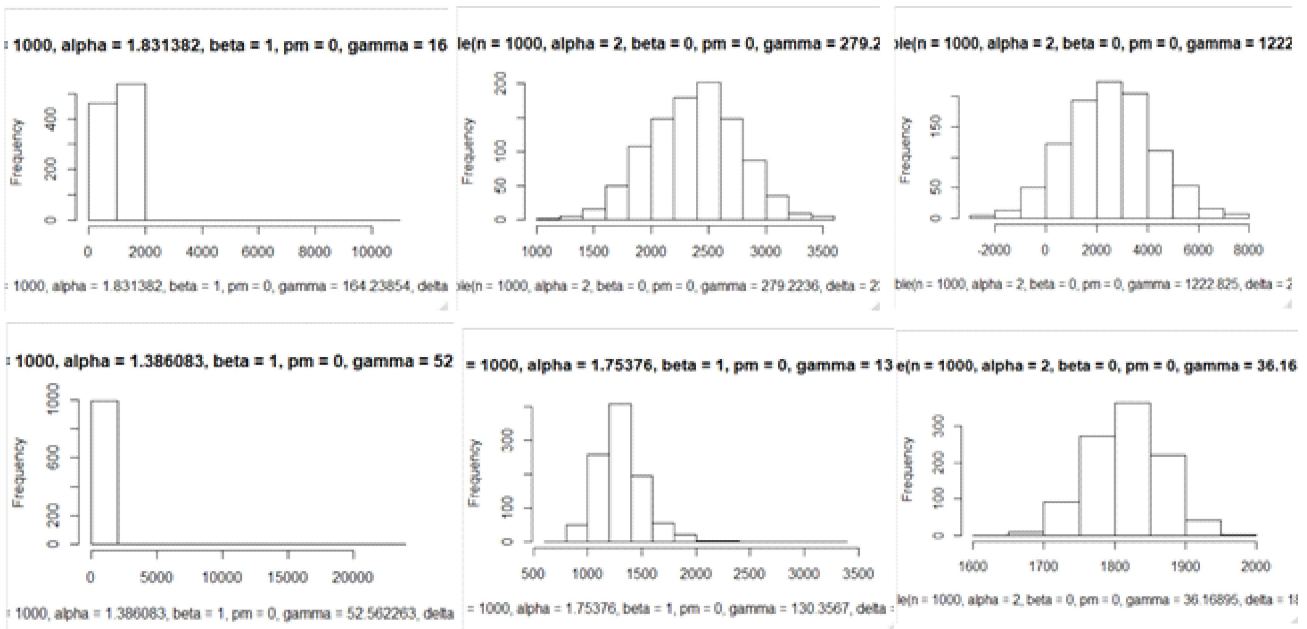 = 1000, alpha = 1.831382, beta = 1, pm = 0, gamma = 16
Frequency
400
200
0
0 2000 4000 6000 8000 10000
= 1000, alpha = 1.831382, beta = 1, pm = 0, gamma = 164.23854, delta
le(n = 1000, alpha = 2, beta = 0, pm = 0, gamma = 279.2
Frequency
200
100
50
0
1000 1500 2000 2500 3000 3500
ble(n = 1000, alpha = 2, beta = 0, pm = 0, gamma = 279.2236, delta = 2
ble(n = 1000, alpha = 2, beta = 0, pm = 0, gamma = 1222
Frequency
150
50
0
-2000 0 2000 4000 6000 8000
ble(n = 1000, alpha = 2, beta = 0, pm = 0, gamma = 1222.825, delta = 2
= 1000, alpha = 1.386083, beta = 1, pm = 0, gamma = 52
Frequency
1000
600
200
0
0 5000 10000 15000 20000
= 1000, alpha = 1.386083, beta = 1, pm = 0, gamma = 52.562263, delta
= 1000, alpha = 1.75376, beta = 1, pm = 0, gamma = 13
Frequency
300
100
0
500 1000 1500 2000 2500 3000 3500
= 1000, alpha = 1.75376, beta = 1, pm = 0, gamma = 130.3567, delta =
e(n = 1000, alpha = 2, beta = 0, pm = 0, gamma = 36.16
Frequency
300
200
100
0
1600 1700 1800 1900 2000
le(n = 1000, alpha = 2, beta = 0, pm = 0, gamma = 36.16895, delta = 18